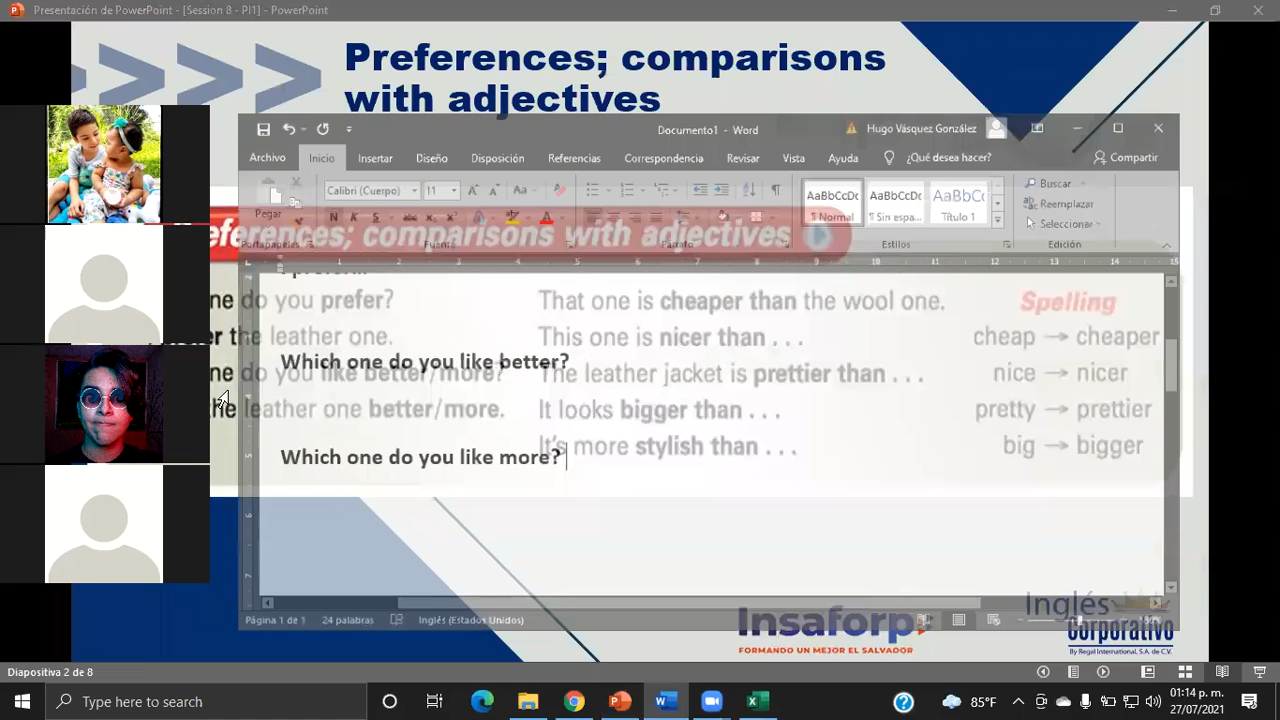 Presentación de PowerPoint - [Session 8 - PI1] - PowerPoint
Preferences; comparisons
with adjectives
Documento1 - Word
Hugo Vásquez González
Archivo Inicio Insertar Diseño Disposición Referencias Correspondencia Revisar Vista Ayuda ¿Qué desea hacer? Compartir
Pegar
Calibri (Cuerpo) 11
AaBbCcDc AaBbCcDc AaBbC
¶ Normal ¶ Sin espa... Título 1
Buscar
Reemplazar
Seleccionar
Portapapeles Fuente Párrafo Estilos Edición
eferences; comparisons with adjectives
ne do you prefer?
the leather one.
ne do you like better/more?
the leather one better/more.
That one is cheaper than the wool one.
This one is nicer than . . .
The leather jacket is prettier than . . .
It looks bigger than . . .
It's more stylish than . . .
Spelling
cheap → cheaper
nice → nicer
pretty → prettier
big → bigger
Which one do you like better?
Which one do you like more?
Página 1 de 1 24 palabras Inglés (Estados Unidos)
Insaforp
FORMANDO UN MEJOR EL SALVADOR
Inglés
Corporativo
By Regal International, S.A. de C.V.
Diapositiva 2 de 8
Type here to search
85°F
01:14 p. m.
27/07/2021